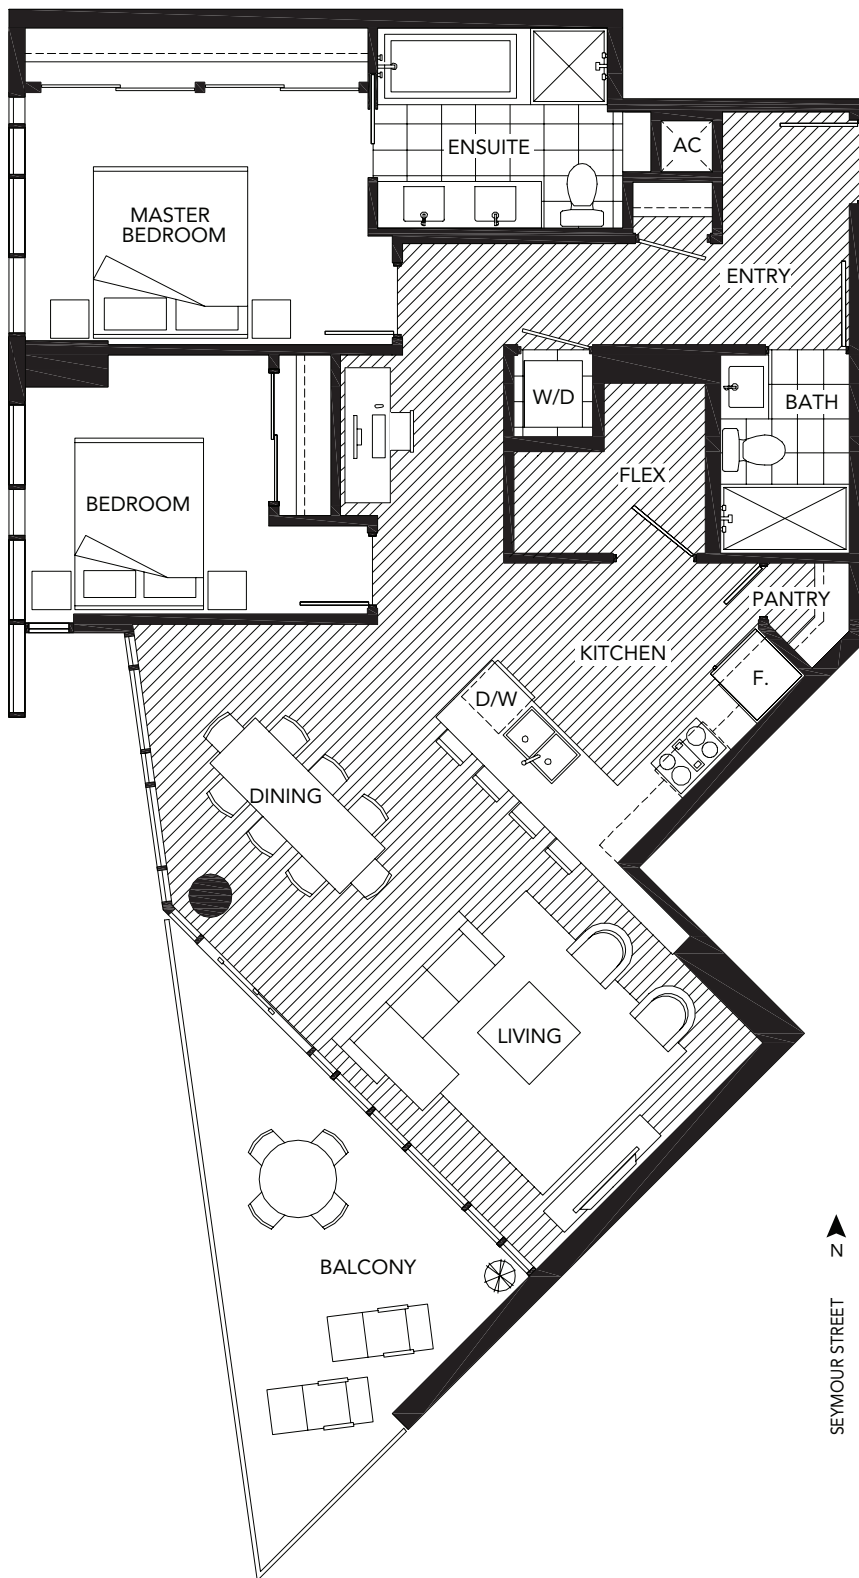 ENSUITE
AC
MASTER
BEDROOM
ENTRY
W/D
BATH
FLEX
BEDROOM
PANTRY
KITCHEN
F.
D/W
DINING
LIVING
BALCONY
N
SEYMOUR STREET